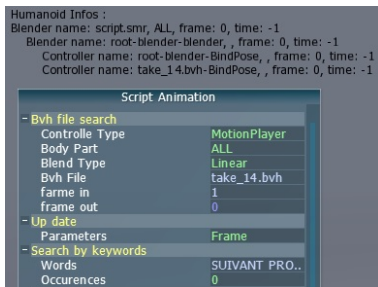 Humanoid Infos :
Blender name: script.smr, ALL, frame: 0, time: -1
Blender name: root-blender-blender, , frame: 0, time: -1
Controller name: root-blender-BindPose, , frame: 0, time: -1
Controller name: take_14.bvh-BindPose, , frame: 0, time: -1
Script Animation
- Bvh file search
Controlle Type MotionPlayer
Body Part ALL
Blend Type Linear
Bvh File take_14.bvh
farme in 1
frame out 0
- Up date
Parameters Frame
- Search by keywords
Words SUIVANT PRO..
Occurences 0